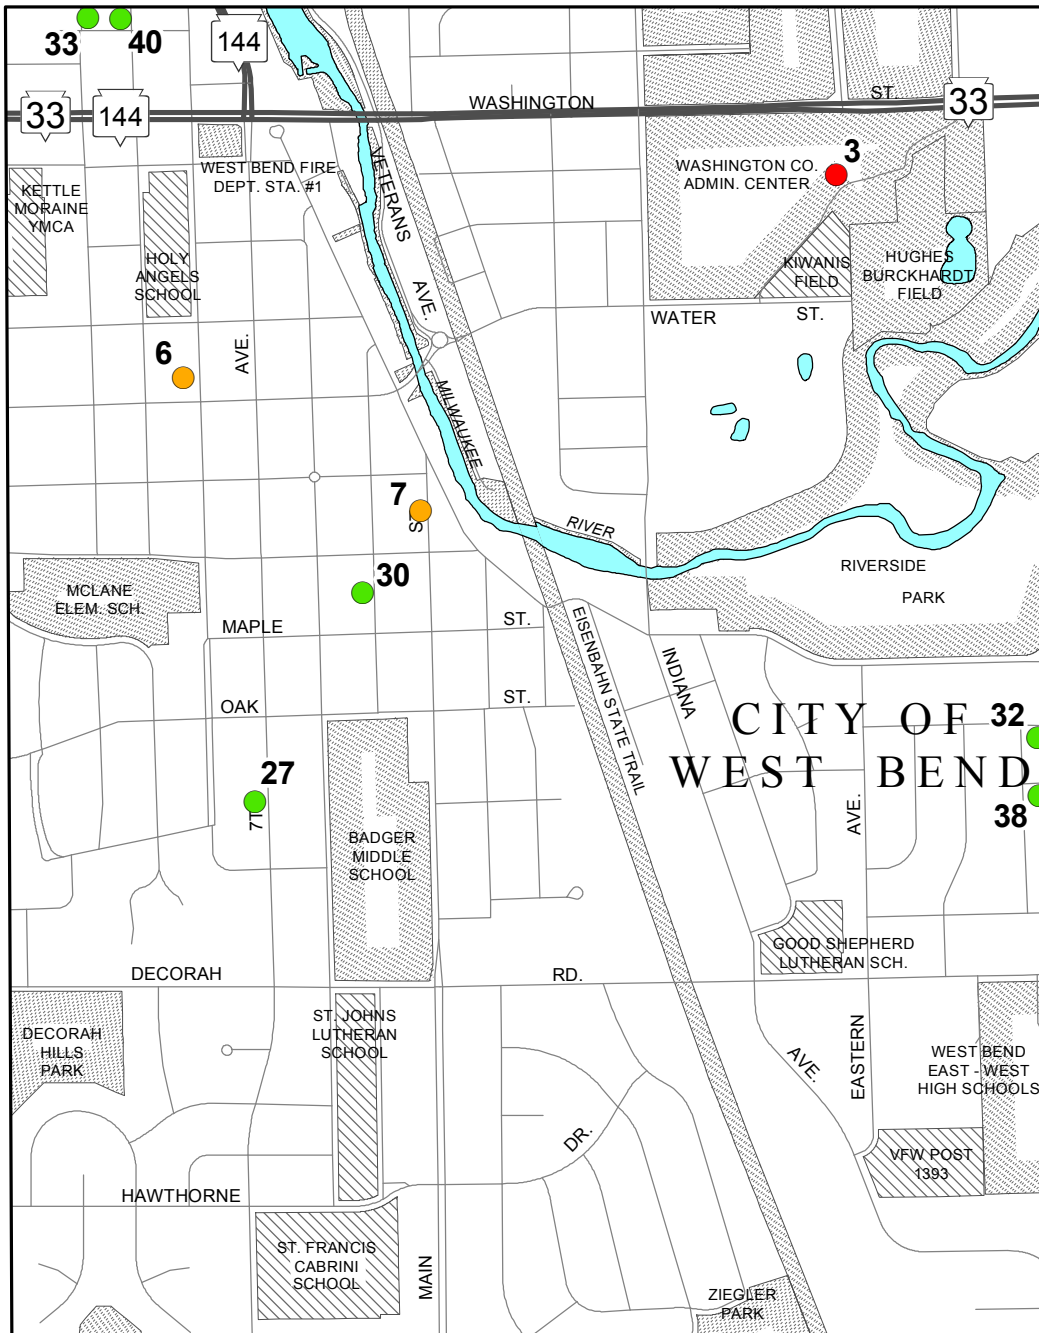 33
40
144
WASHINGTON
ST.
33
144
33
3
WEST BEND FIRE
DEPT. STA. #1
VETERANS
AVE.
WASHINGTON CO.
ADMIN. CENTER
KETTLE
MORAINE
YMCA
HOLY
ANGELS
SCHOOL
KIWANIS
FIELD
HUGHES
BURCKHARDT
FIELD
WATER
ST.
AVE.
6
MILWAUKEE
RIVER
7
ST.
30
MCLANE
ELEM. SCH.
MAPLE
ST.
RIVERSIDE
PARK
EISENBAHN STATE TRAIL
INDIANA
OAK
ST.
CITY OF
WEST BEND
32
38
27
7T
AVE.
BADGER
MIDDLE
SCHOOL
GOOD SHEPHERD
LUTHERAN SCH.
DECORAH
RD.
ST. JOHNS
LUTHERAN
SCHOOL
DECORAH
HILLS
PARK
AVE.
EASTERN
WEST BEND
EAST - WEST
HIGH SCHOOLS
DR.
VFW POST
1393
HAWTHORNE
ST. FRANCIS
CABRINI
SCHOOL
MAIN
ZIEGLER
PARK